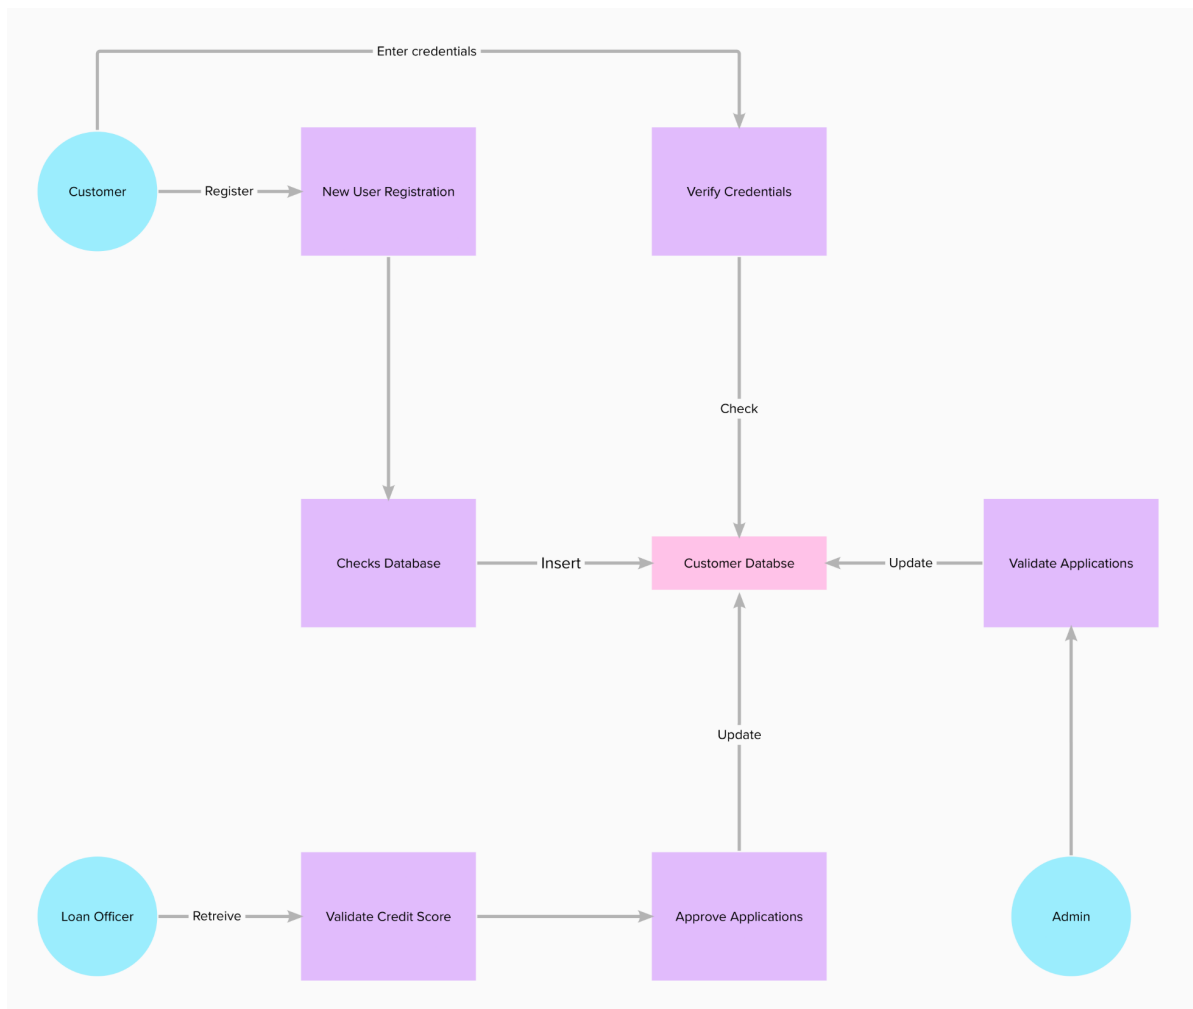 Enter credentials
Customer
Register
New User Registration
Verify Credentials
Check
Checks Database
Insert
Customer Databse
Update
Validate Applications
Update
Loan Officer
Retreive
Validate Credit Score
Approve Applications
Admin